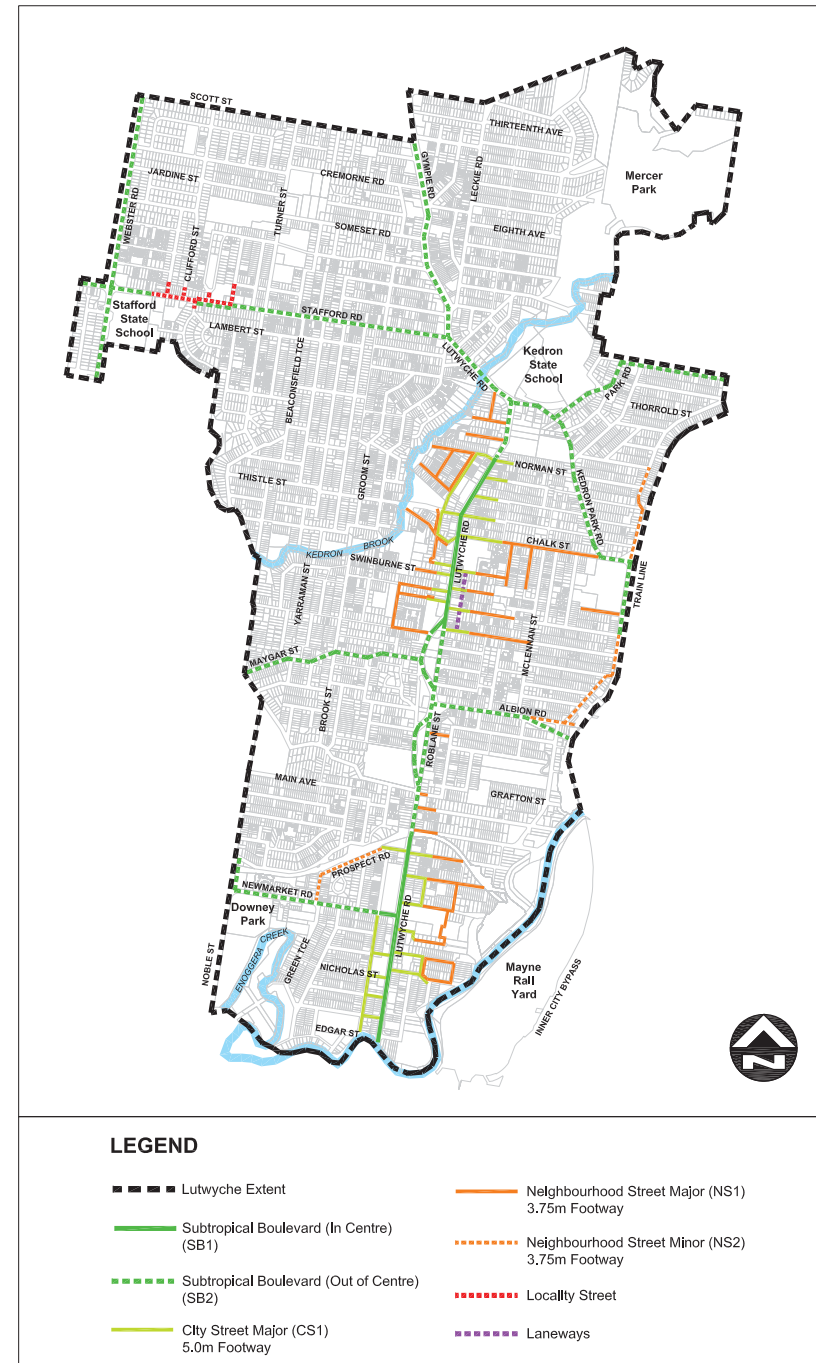 SCOTT ST
THIRTEENTH AVE
Mercer
Park
JARDINE ST
CREMORNE RD
GYMPIE RD
LECKIE RD
WEBSTER RD
TURNER ST
CLIFFORD ST
SOMESET RD
EIGHTH AVE
Stafford
State
School
STAFFORD RD
LAMBERT ST
BEACONSFIELD TCE
LUTWYCHE RD
Kedron
State
School
PARK RD
THORROLD ST
THISTLE ST
GROOM ST
NORMAN ST
KEDRON PARK RD
KEDRON BROOK
LUTWYCHE RD
CHALK ST
SWINBURNE ST
YARRAMAN ST
TRAIN LINE
MCLENNAN ST
MAYGAR ST
BROOK ST
ALBION RD
ROBLANE ST
MAIN AVE
GRAFTON ST
PROSPECT RD
NEWMARKET RD
Downey
Park
LUTWYCHE RD
NOBLE ST
ENOGGERA CREEK
GREEN TCE
NICHOLAS ST
Mayne
Rail
Yard
INNER CITY BYPASS
EDGAR ST
N
LEGEND
Lutwyche Extent
Subtropical Boulevard (In Centre)
(SB1)
Subtropical Boulevard (Out of Centre)
(SB2)
City Street Major (CS1)
5.0m Footway
Neighbourhood Street Major (NS1)
3.75m Footway
Neighbourhood Street Minor (NS2)
3.75m Footway
Locality Street
Laneways